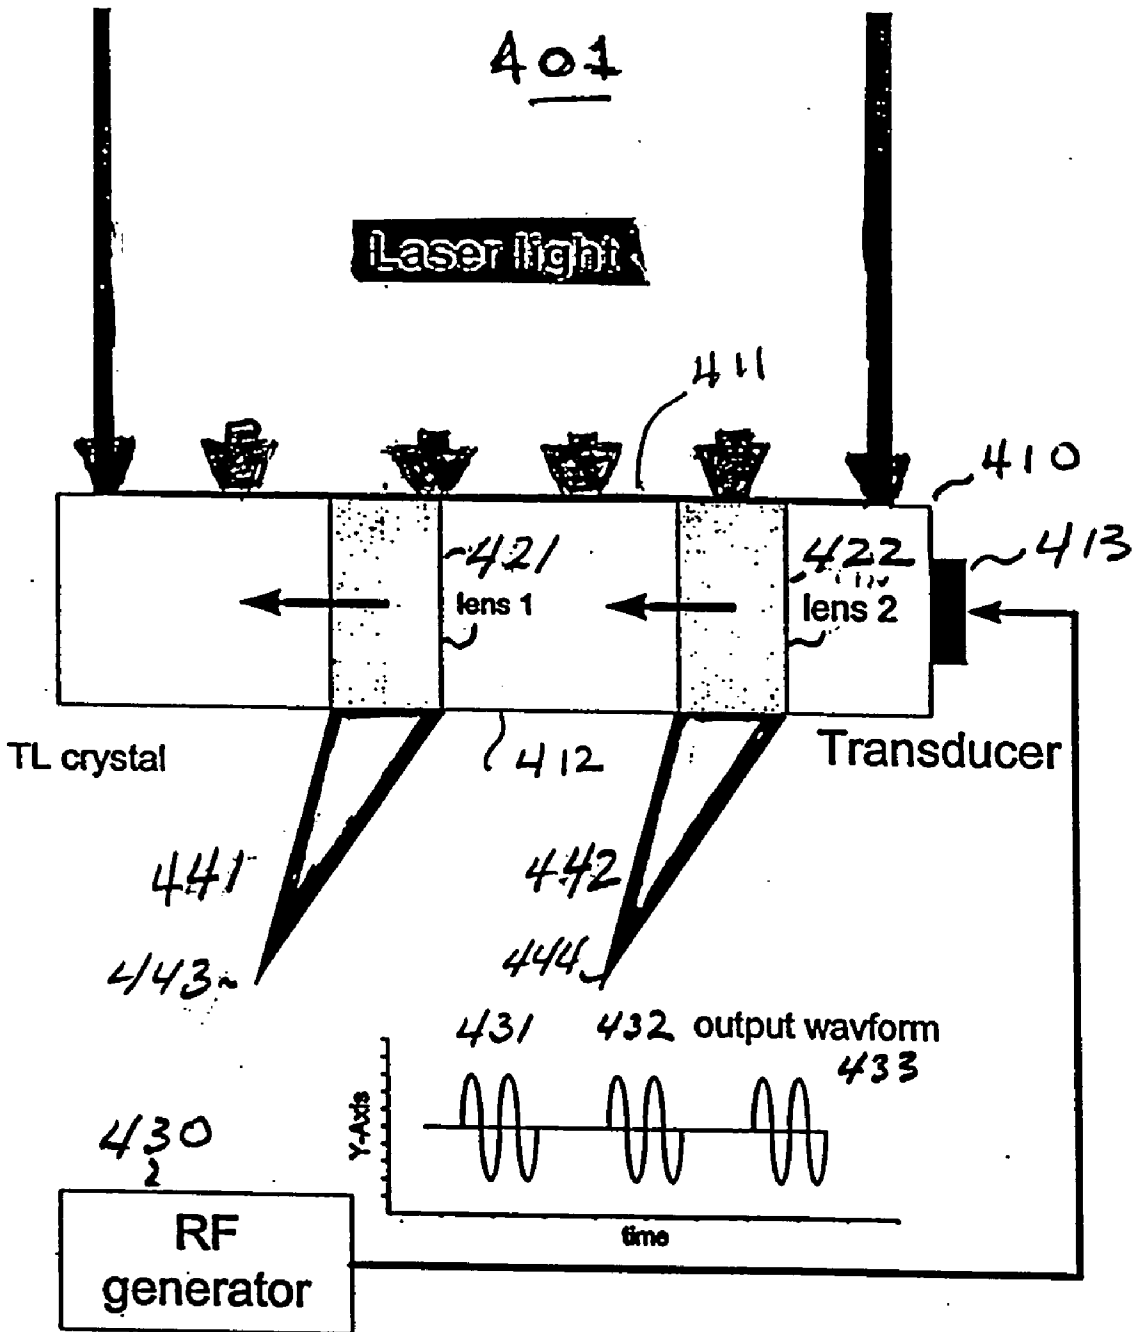 401
Laser light
411
410
413
421
422
lens 1
lens 2
TL crystal
412
Transducer
441
442
443
444
431
432
output wavform
433
Y-Axis
time
430
RF
generator